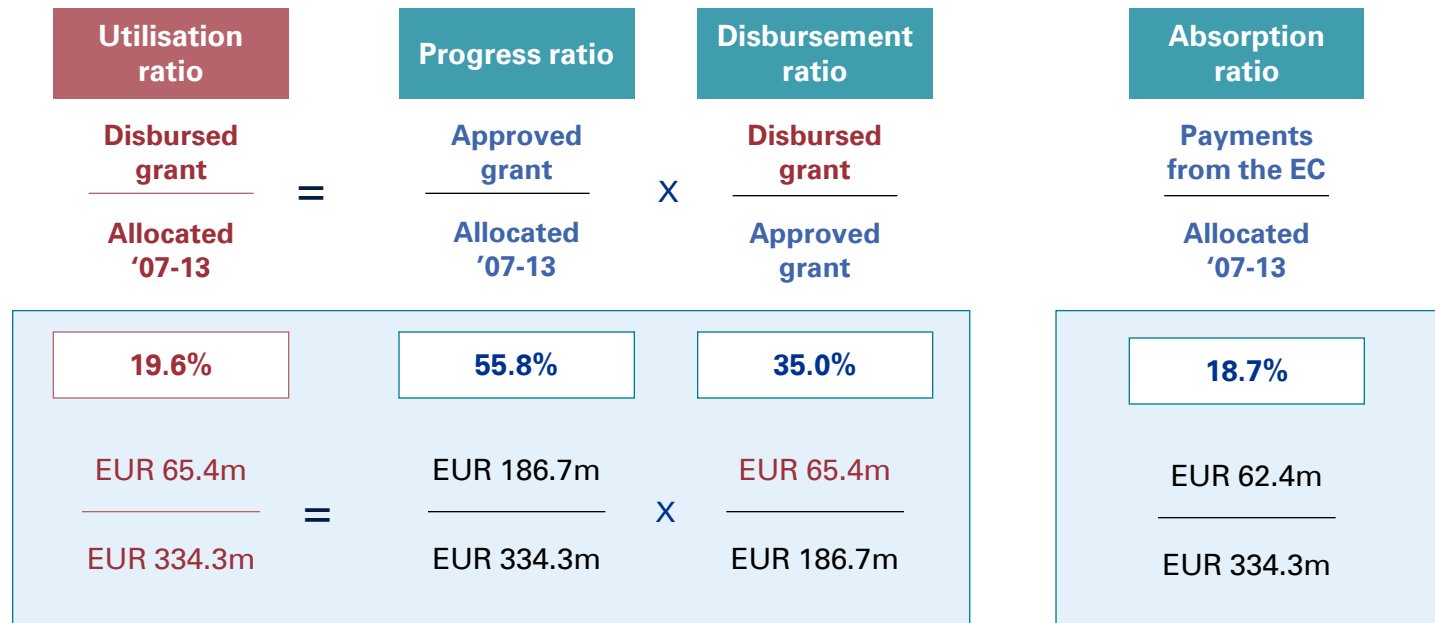 Utilisation
ratio
Progress ratio
Disbursement
ratio
Absorption
ratio
Disbursed
grant
Allocated
‘07-13
=
Approved
grant
Allocated
‘07-13
x
Disbursed
grant
Approved
grant
Payments
from the EC
Allocated
‘07-13
19.6%
55.8%
35.0%
18.7%
EUR 65.4m
EUR 334.3m
=
EUR 186.7m
EUR 334.3m
x
EUR 65.4m
EUR 186.7m
EUR 62.4m
EUR 334.3m